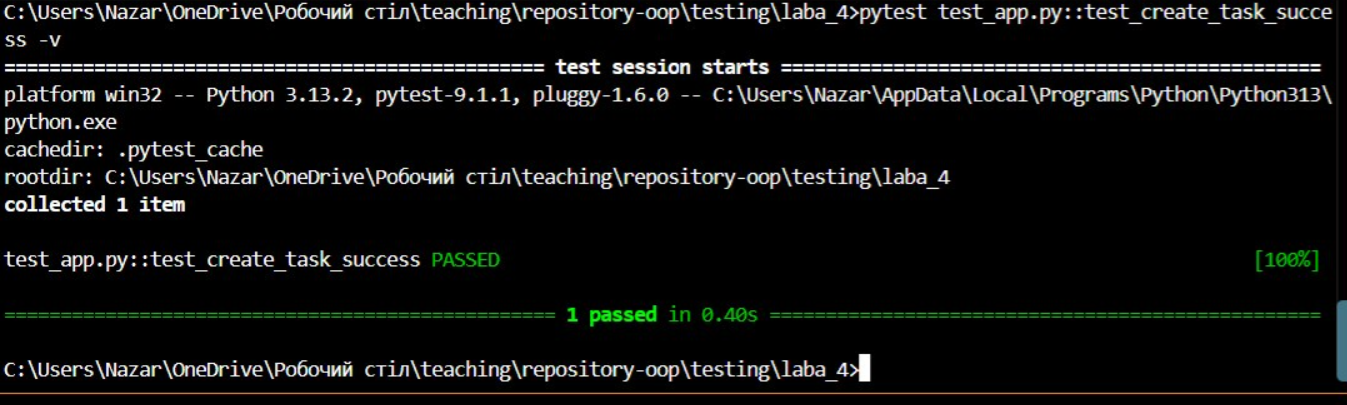 C:\Users\Nazar\OneDrive\Робочий стіл\teaching\repository-oop\testing\laba_4>pytest test_app.py::test_create_task_succe
ss -v
================================================ test session starts ================================================
platform win32 -- Python 3.13.2, pytest-9.1.1, pluggy-1.6.0 -- C:\Users\Nazar\AppData\Local\Programs\Python\Python313\
python.exe
cachedir: .pytest_cache
rootdir: C:\Users\Nazar\OneDrive\Робочий стіл\teaching\repository-oop\testing\laba_4
collected 1 item
test_app.py::test_create_task_success PASSED [100%]
================================================= 1 passed in 0.40s =================================================
C:\Users\Nazar\OneDrive\Робочий стіл\teaching\repository-oop\testing\laba_4>